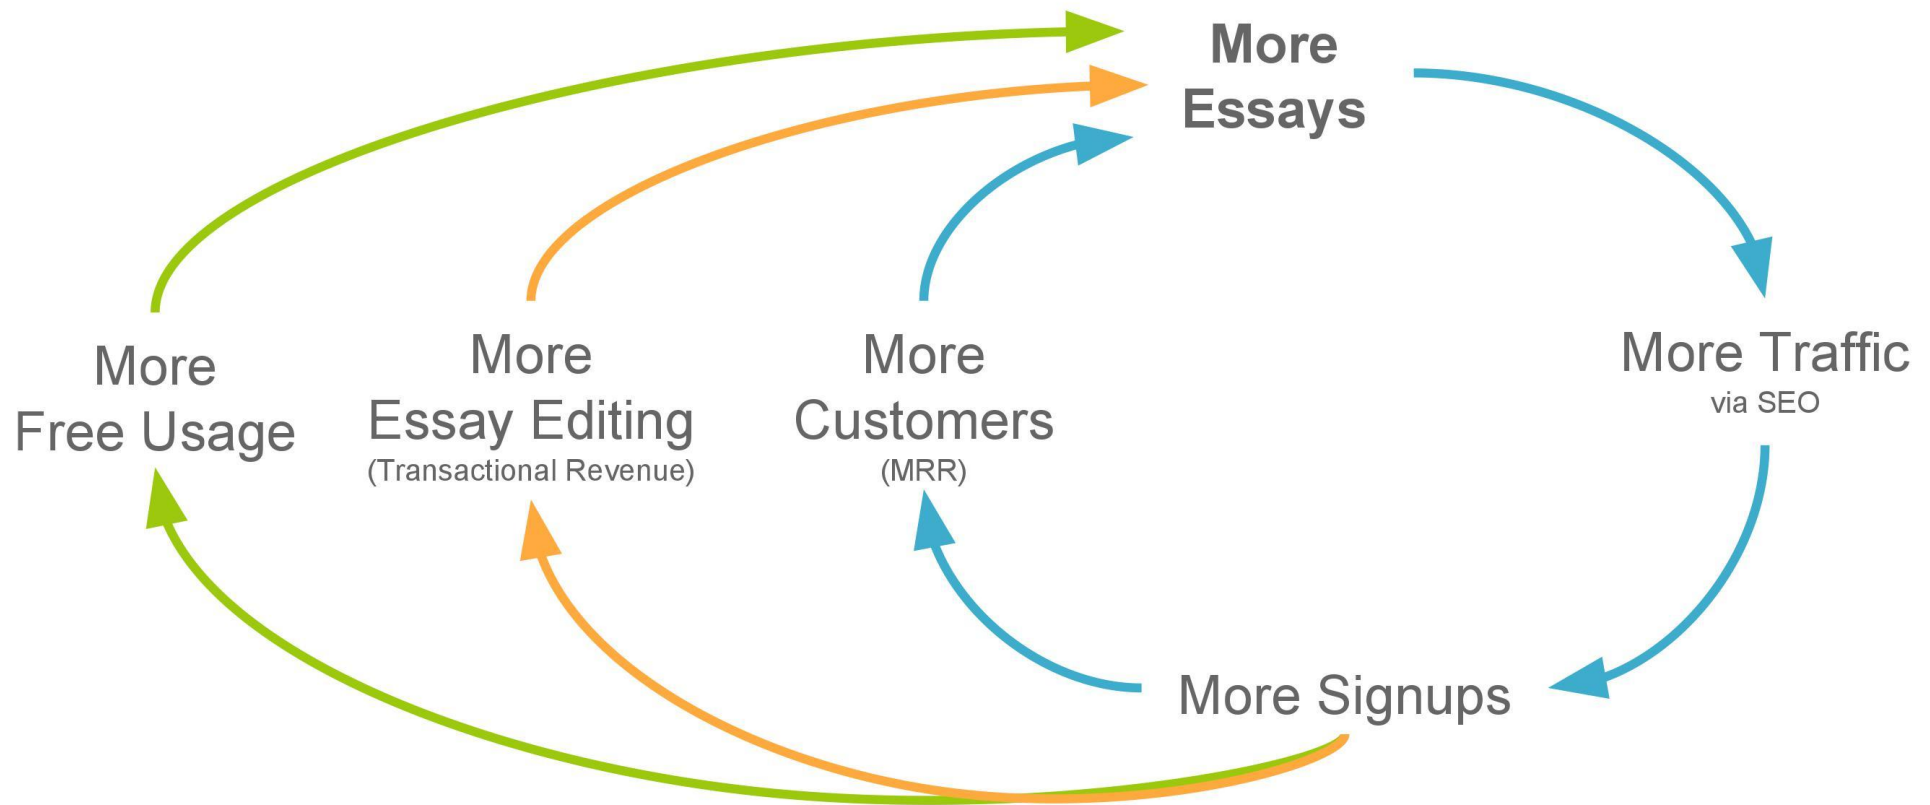 More
Essays
More
Free Usage
More
Essay Editing
(Transactional Revenue)
More
Customers
(MRR)
More Traffic
via SEO
More Signups